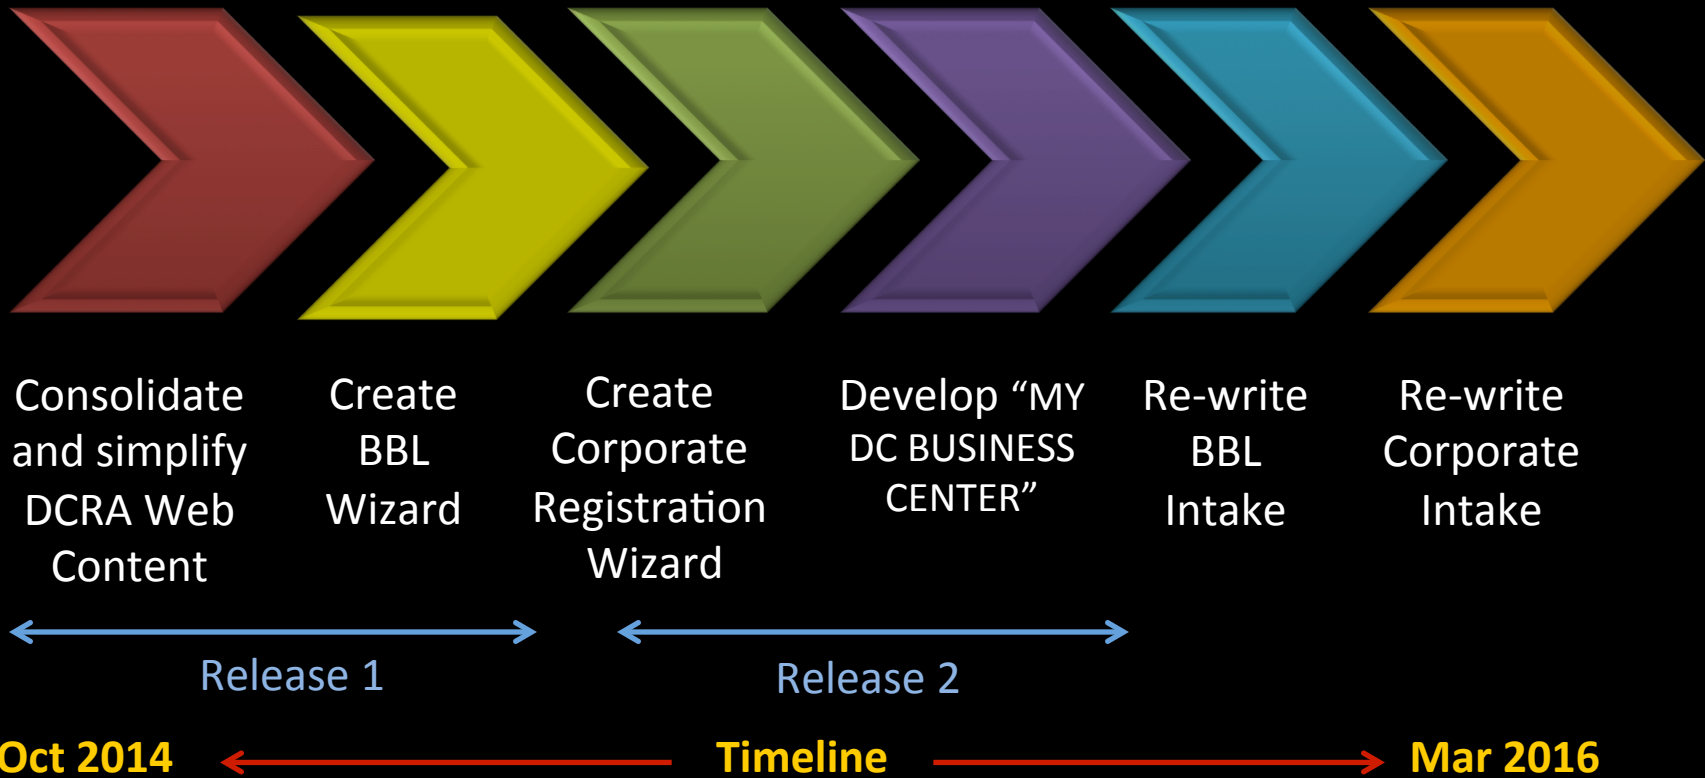 Consolidate
and simplify
DCRA Web
Content
Create
BBL
Wizard
Create
Corporate
Registration
Wizard
Develop “MY
DC BUSINESS
CENTER”
Re-write
BBL
Intake
Re-write
Corporate
Intake
Release 1
Release 2
Oct 2014
Timeline
Mar 2016